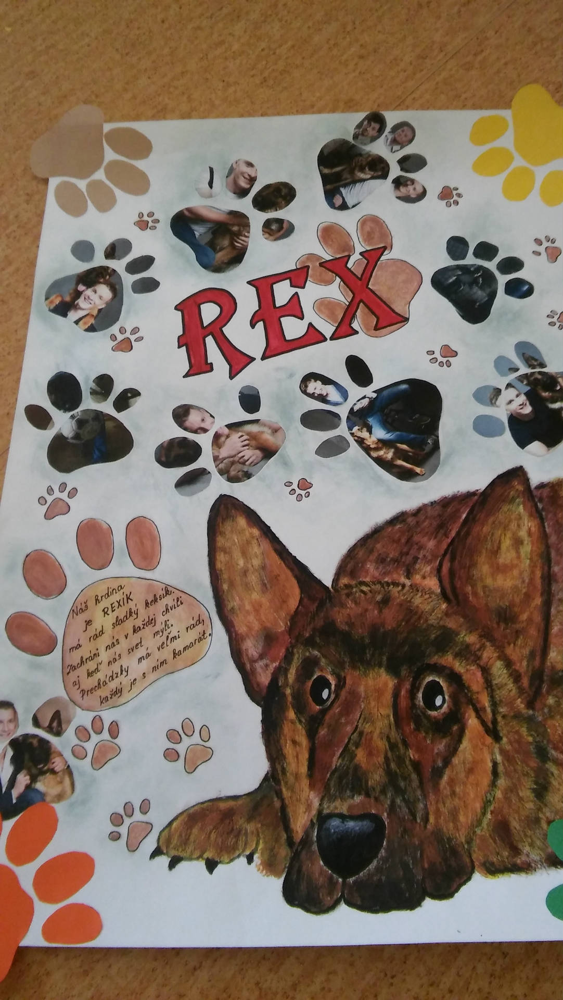 REX
Náš hrdina
je REXÍK
má rád sladký keksík.
Zachráni nás v každej chvíli
aj keď nás svet mýli.
Prechádzky má veľmi rád,
každý je s ním kamarát.